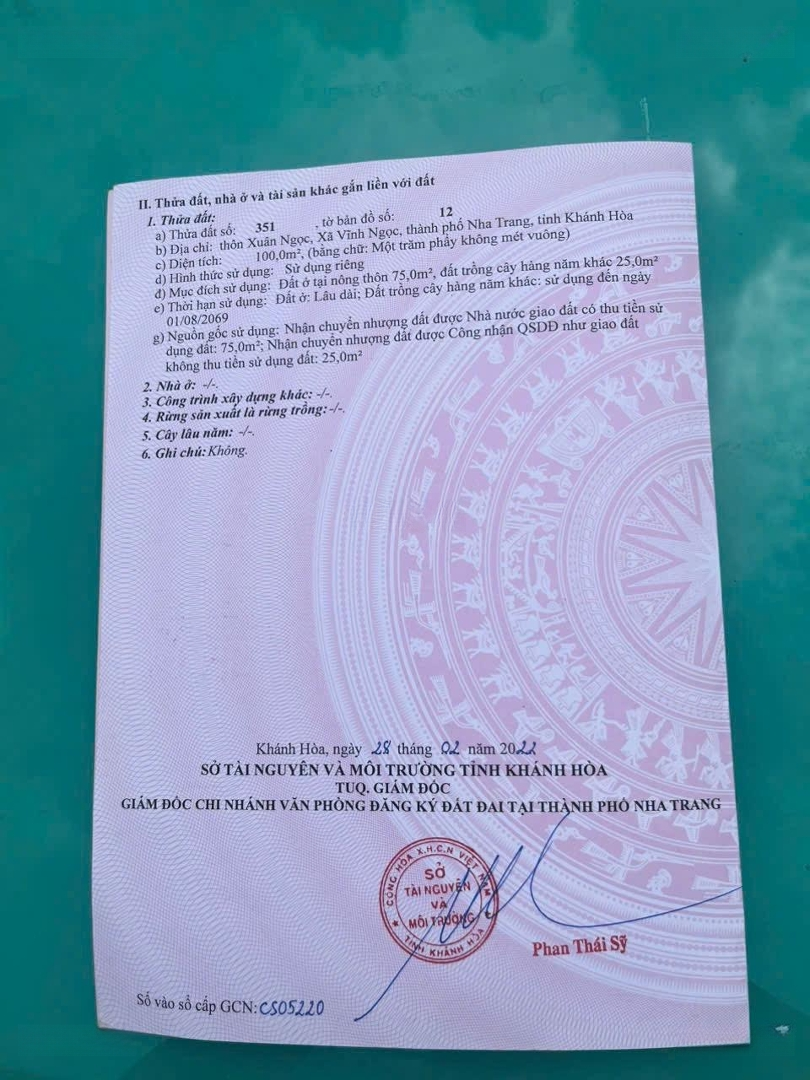 II. Thửa đất, nhà ở và tài sản khác gắn liền với đất
1. Thửa đất:
a) Thửa đất số: 351 , tờ bản đồ số: 12
b) Địa chỉ: thôn Xuân Ngọc, Xã Vĩnh Ngọc, thành phố Nha Trang, tỉnh Khánh Hòa
c) Diện tích: 100,0m², (bằng chữ: Một trăm phẩy không mét vuông)
d) Hình thức sử dụng: Sử dụng riêng
đ) Mục đích sử dụng: Đất ở tại nông thôn 75,0m², đất trồng cây hàng năm khác 25,0m²
e) Thời hạn sử dụng: Đất ở: Lâu dài; Đất trồng cây hàng năm khác: sử dụng đến ngày
01/08/2069
g) Nguồn gốc sử dụng: Nhận chuyển nhượng đất được Nhà nước giao đất có thu tiền sử
dụng đất: 75,0m²; Nhận chuyển nhượng đất được Công nhận QSDĐ như giao đất
không thu tiền sử dụng đất: 25,0m²
2. Nhà ở: -/-.
3. Công trình xây dựng khác: -/-.
4. Rừng sản xuất là rừng trồng: -/-.
5. Cây lâu năm: -/-.
6. Ghi chú: Không.
Khánh Hòa, ngày 28 tháng 02 năm 2022
SỞ TÀI NGUYÊN VÀ MÔI TRƯỜNG TỈNH KHÁNH HÒA
TUQ. GIÁM ĐỐC
GIÁM ĐỐC CHI NHÁNH VĂN PHÒNG ĐĂNG KÝ ĐẤT ĐAI TẠI THÀNH PHỐ NHA TRANG
CỘNG HÒA X.H.C.N VIỆT NAM
SỞ
TÀI NGUYÊN
VÀ
MÔI TRƯỜNG
TỈNH KHÁNH HÒA
Phan Thái Sỹ
Số vào sổ cấp GCN: CS05220